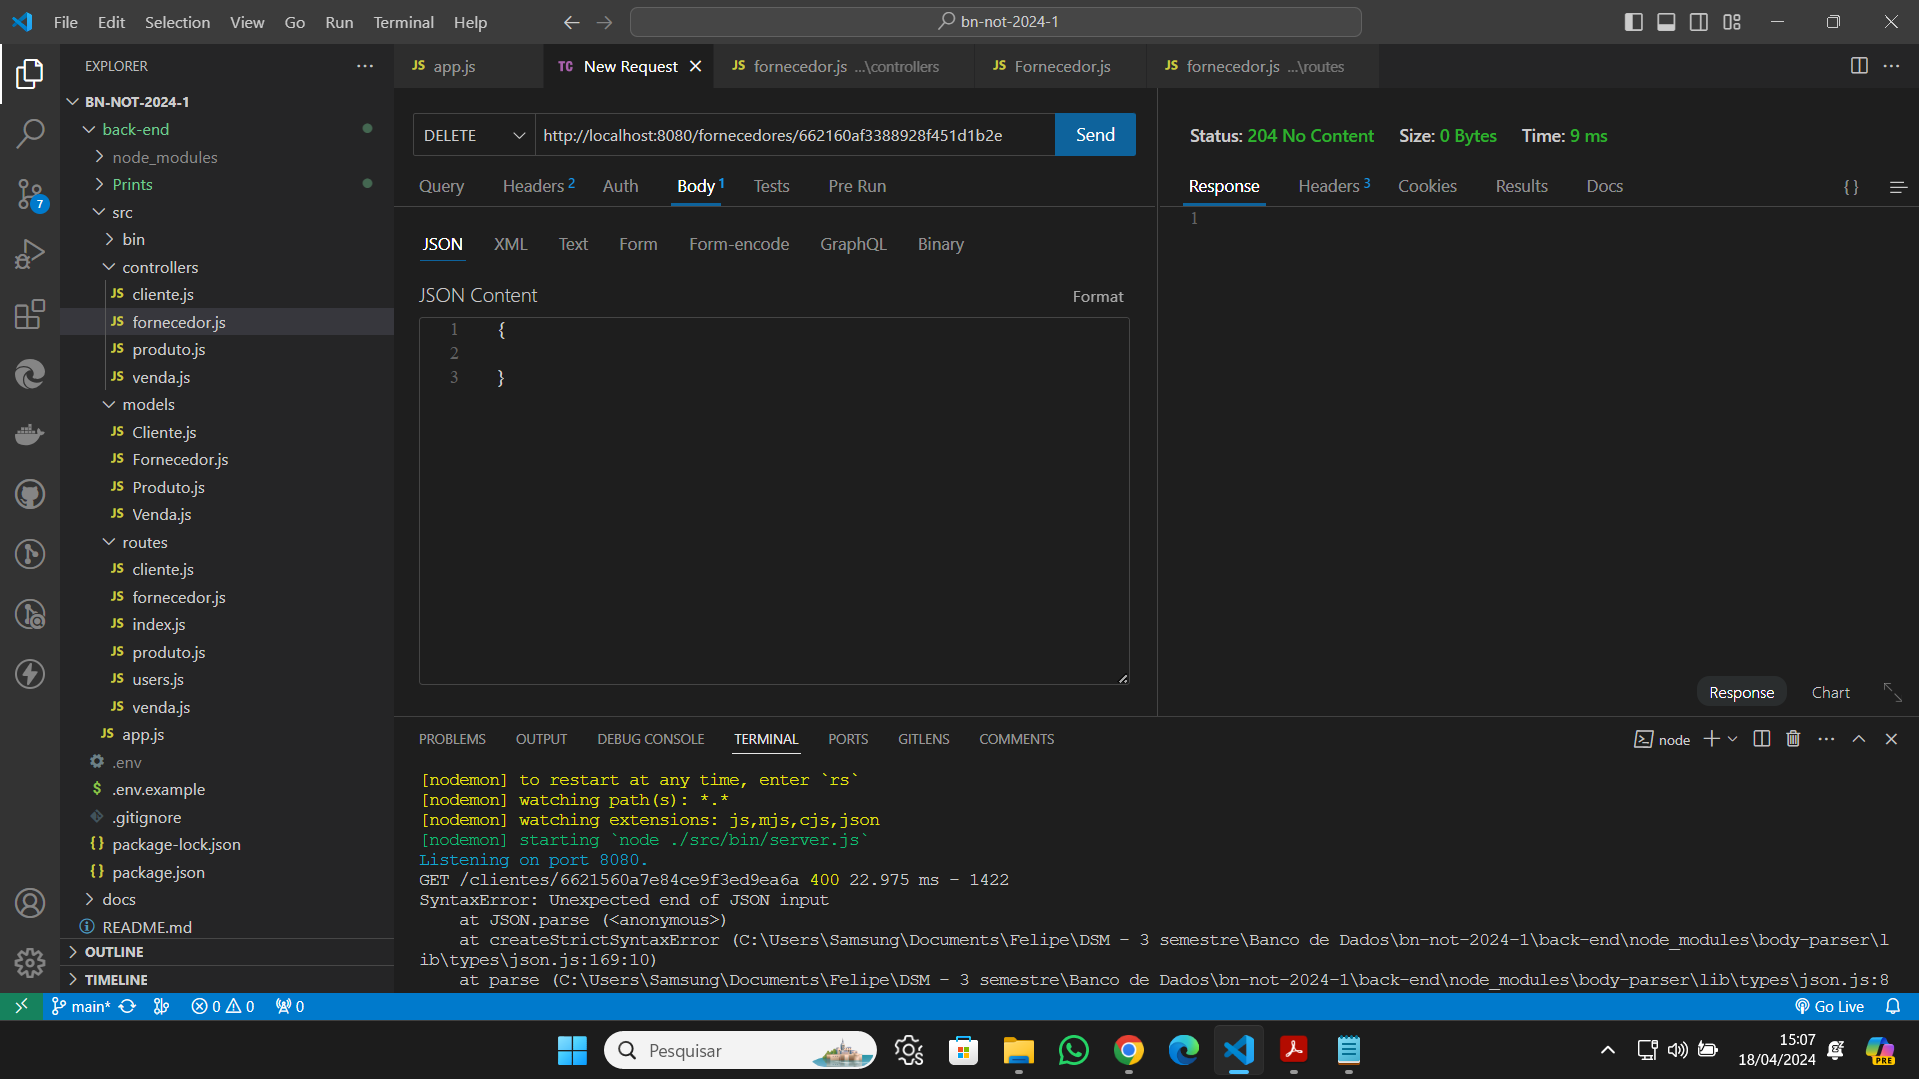 File Edit Selection View Go Run Terminal Help
bn-not-2024-1
EXPLORER
JS app.js
TC New Request
JS fornecedor.js ...\controllers
JS Fornecedor.js
JS fornecedor.js ...\routes
BN-NOT-2024-1
back-end
node_modules
Prints
src
bin
controllers
JS cliente.js
JS fornecedor.js
JS produto.js
JS venda.js
models
JS Cliente.js
JS Fornecedor.js
JS Produto.js
JS Venda.js
routes
JS cliente.js
JS fornecedor.js
JS index.js
JS produto.js
JS users.js
JS venda.js
JS app.js
.env
$ .env.example
.gitignore
{} package-lock.json
{} package.json
docs
README.md
OUTLINE
TIMELINE
7
DELETE
http://localhost:8080/fornecedores/662160af3388928f451d1b2e
Send
Query Headers 2 Auth Body 1 Tests Pre Run
JSON XML Text Form Form-encode GraphQL Binary
JSON Content
Format
1 {
2
3 }
Status: 204 No Content Size: 0 Bytes Time: 9 ms
Response Headers 3 Cookies Results Docs {}
1
Response Chart
PROBLEMS OUTPUT DEBUG CONSOLE TERMINAL PORTS GITLENS COMMENTS
node
[nodemon] to restart at any time, enter `rs`
[nodemon] watching path(s): *.*
[nodemon] watching extensions: js,mjs,cjs,json
[nodemon] starting `node ./src/bin/server.js`
Listening on port 8080.
GET /clientes/6621560a7e84ce9f3ed9ea6a 400 22.975 ms - 1422
SyntaxError: Unexpected end of JSON input
at JSON.parse (<anonymous>)
at createStrictSyntaxError (C:\Users\Samsung\Documents\Felipe\DSM - 3 semestre\Banco de Dados\bn-not-2024-1\back-end\node_modules\body-parser\l
ib\types\json.js:169:10)
at parse (C:\Users\Samsung\Documents\Felipe\DSM - 3 semestre\Banco de Dados\bn-not-2024-1\back-end\node_modules\body-parser\lib\types\json.js:8
main* 0 0 0
Go Live
Pesquisar
15:07
18/04/2024
PRE